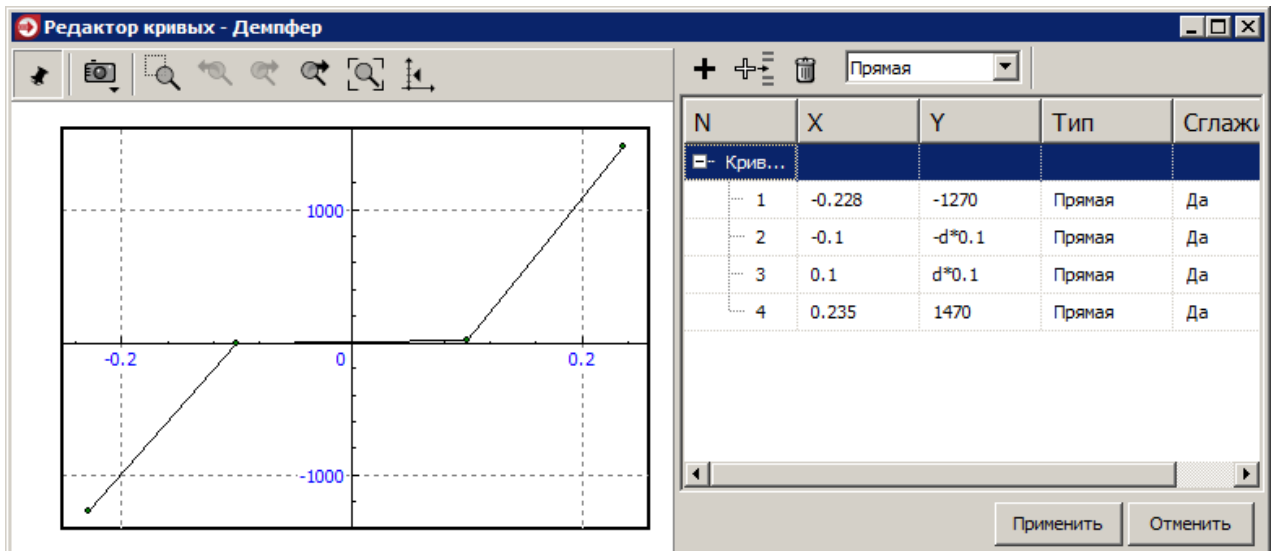 Редактор кривых - Демпфер
Прямая
N X Y Тип Сглажи
Крив...
1 -0.228 -1270 Прямая Да
2 -0.1 -d*0.1 Прямая Да
3 0.1 d*0.1 Прямая Да
4 0.235 1470 Прямая Да
1000
-0.2 0 0.2
-1000
Применить Отменить